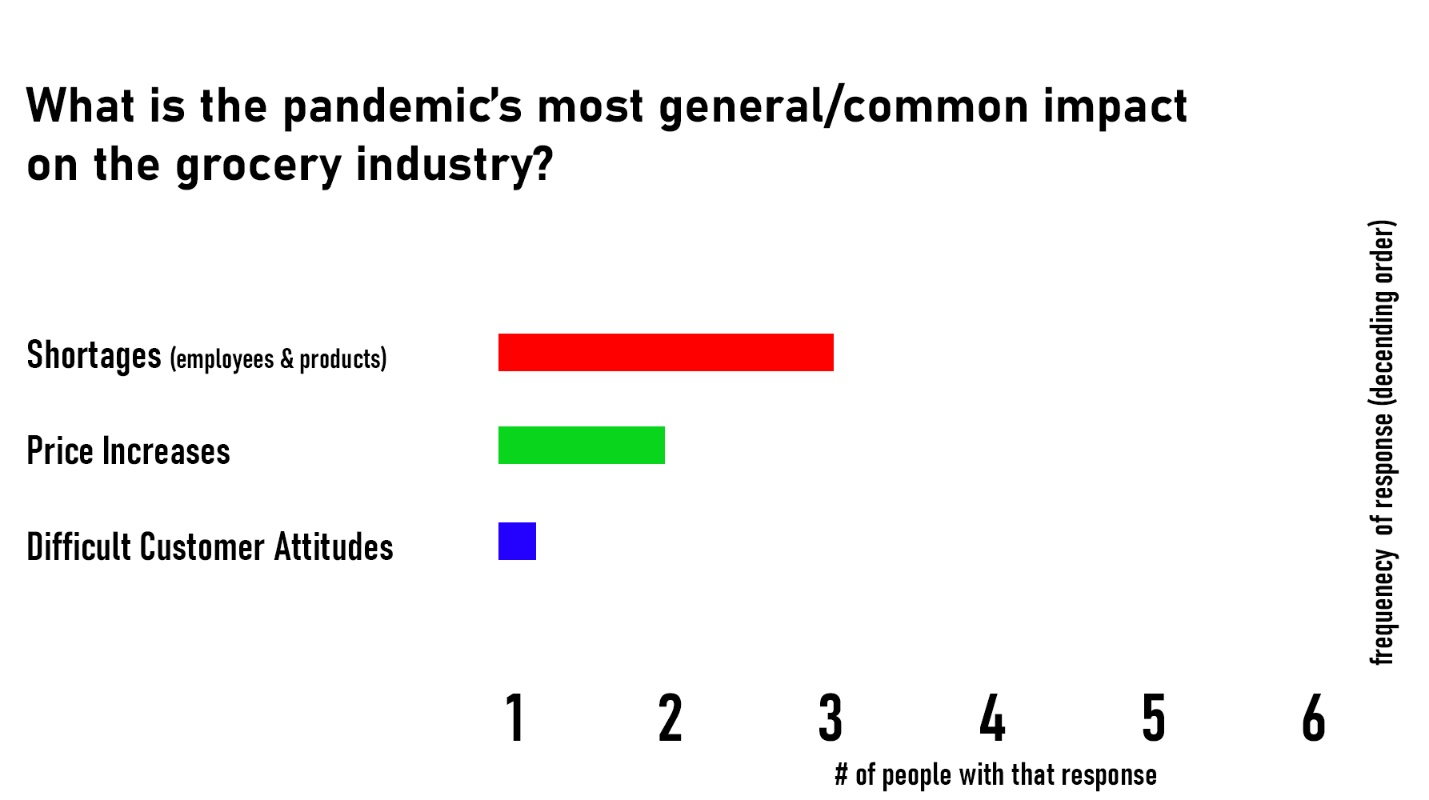 What is the pandemic’s most general/common impact
on the grocery industry?
frequenecy of response (decending order)
Shortages (employees & products)
Price Increases
Difficult Customer Attitudes
1 2 3 4 5 6
# of people with that response